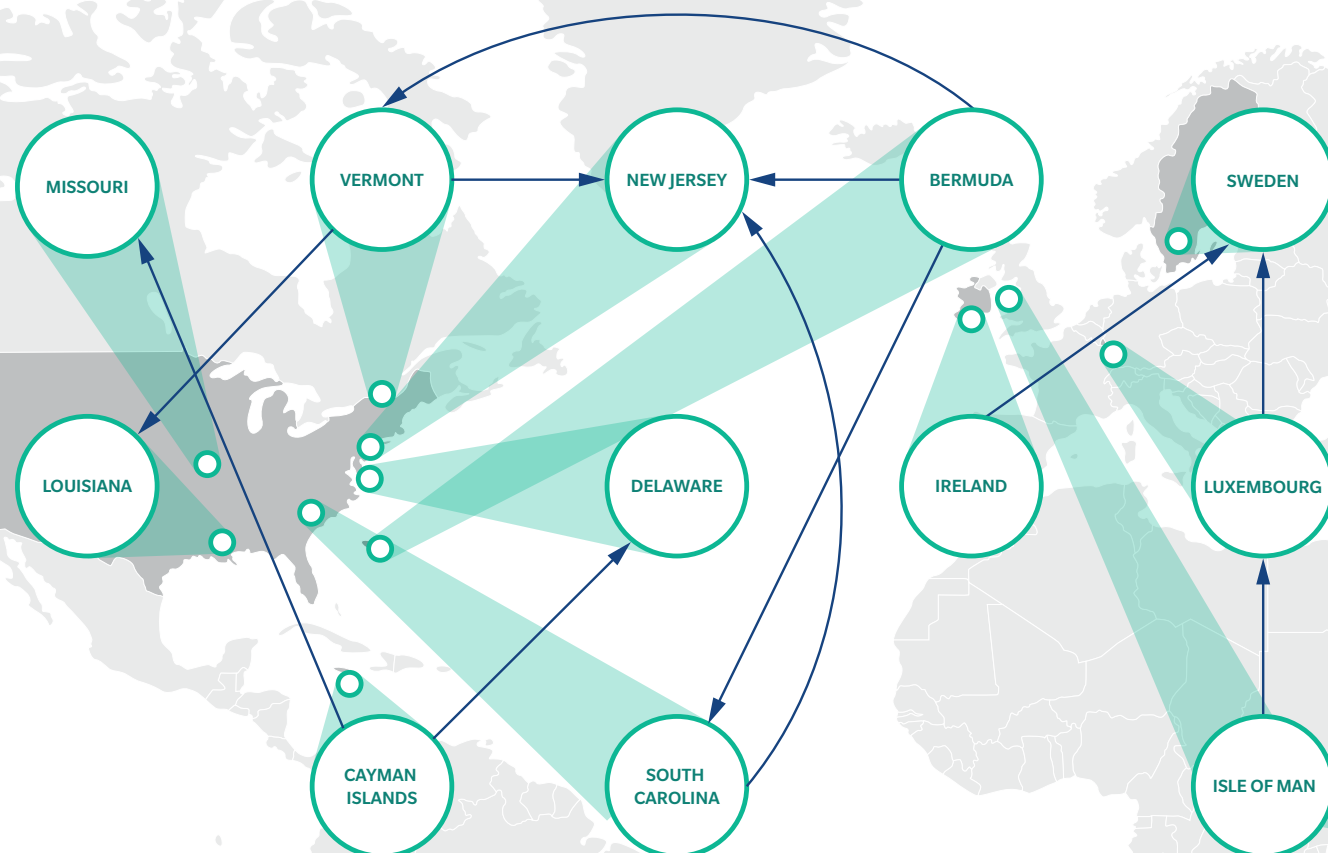 MISSOURI
VERMONT
NEW JERSEY
BERMUDA
SWEDEN
LOUISIANA
DELAWARE
IRELAND
LUXEMBOURG
CAYMAN
ISLANDS
SOUTH
CAROLINA
ISLE OF MAN